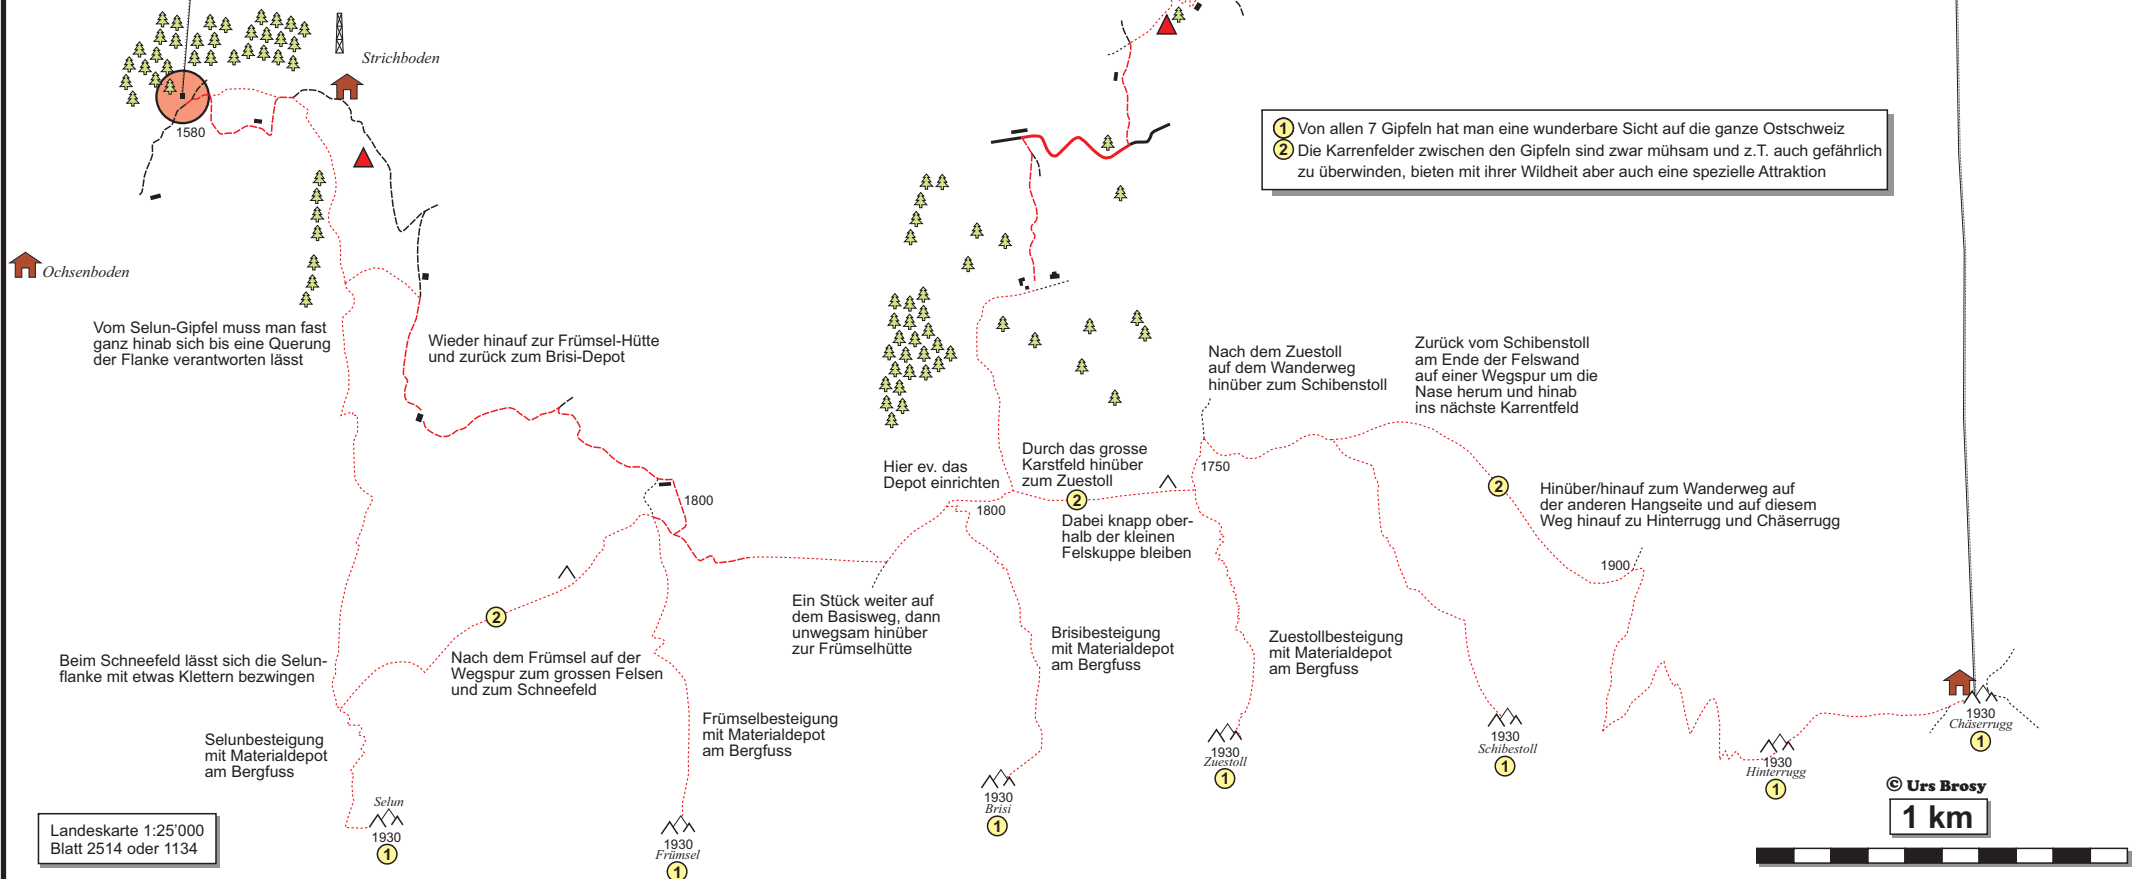 Strichboden
1580
Ochsenboden
1 Von allen 7 Gipfeln hat man eine wunderbare Sicht auf die ganze Ostschweiz
2 Die Karrenfelder zwischen den Gipfeln sind zwar mühsam und z.T. auch gefährlich
zu überwinden, bieten mit ihrer Wildheit aber auch eine spezielle Attraktion
Vom Selun-Gipfel muss man fast
ganz hinab sich bis eine Querung
der Flanke verantworten lässt
Wieder hinauf zur Frümsel-Hütte
und zurück zum Brisi-Depot
Nach dem Zuestoll
auf dem Wanderweg
hinüber zum Schibenstoll
Zurück vom Schibenstoll
am Ende der Felswand
auf einer Wegspur um die
Nase herum und hinab
ins nächste Karrentfeld
Hier ev. das
Depot einrichten
Durch das grosse
Karstfeld hinüber
zum Zuestoll
2
1750
1800
1800
Dabei knapp ober-
halb der kleinen
Felskuppe bleiben
2
Hinüber/hinauf zum Wanderweg auf
der anderen Hangseite und auf diesem
Weg hinauf zu Hinterrugg und Chäserrugg
1900
2
Ein Stück weiter auf
dem Basisweg, dann
unwegsam hinüber
zur Frümselhütte
Beim Schneefeld lässt sich die Selun-
flanke mit etwas Klettern bezwingen
Nach dem Frümsel auf der
Wegspur zum grossen Felsen
und zum Schneefeld
Brisibesteigung
mit Materialdepot
am Bergfuss
Zuestollbesteigung
mit Materialdepot
am Bergfuss
Selunbesteigung
mit Materialdepot
am Bergfuss
Frümselbesteigung
mit Materialdepot
am Bergfuss
Selun
1930
1
1930
Frümsel
1
1930
Brisi
1
1930
Zuestoll
1
1930
Schibestoll
1
1930
Hinterrugg
1
1930
Chäserrugg
1
Landeskarte 1:25'000
Blatt 2514 oder 1134
© Urs Brosy
1 km